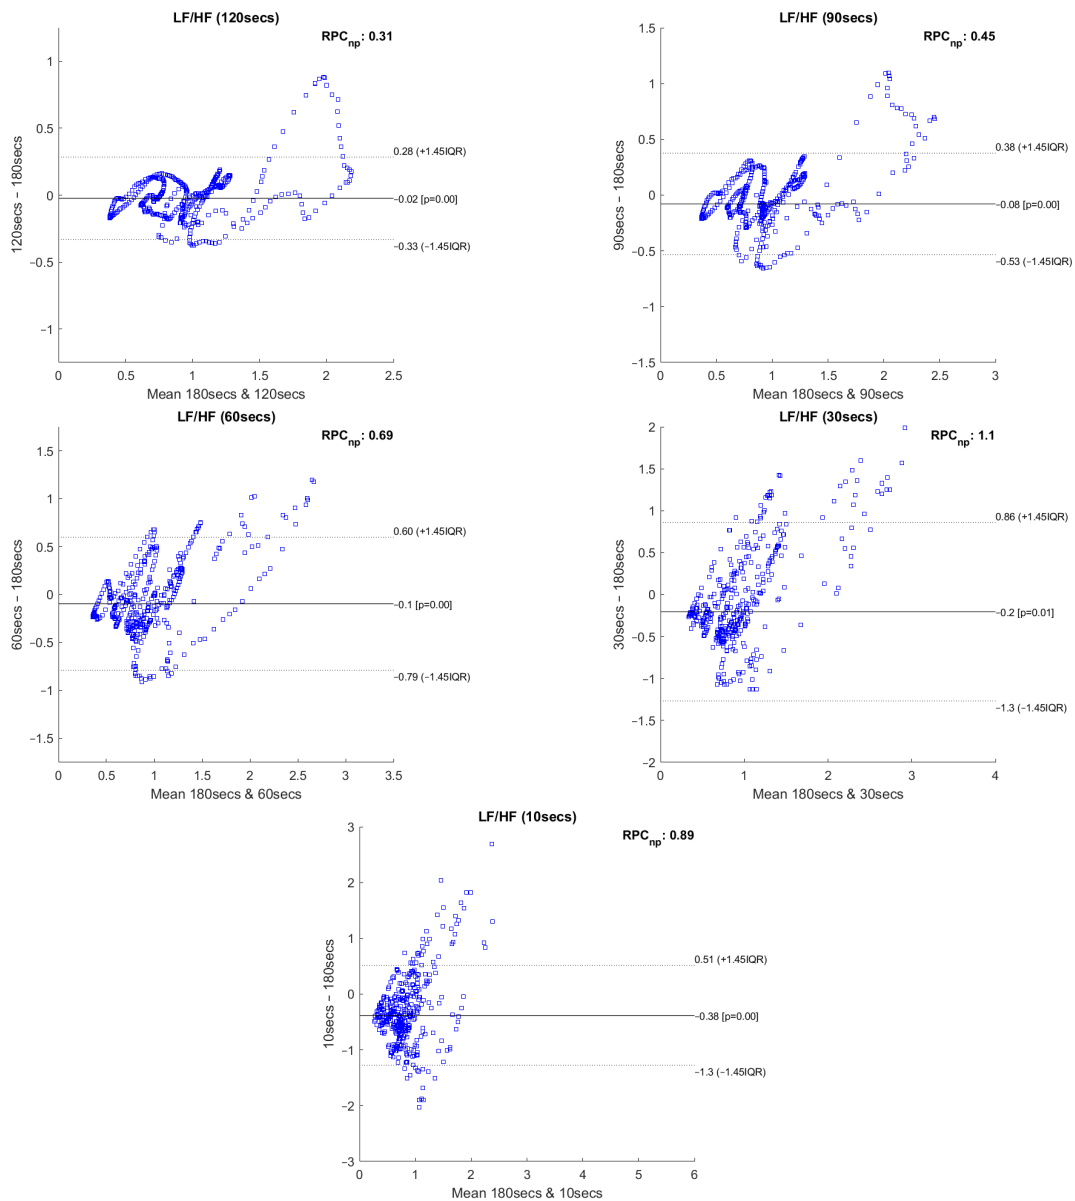 LF/HF (120secs)
RPCnp: 0.31
1
0.5
0
−0.5
−1
120secs − 180secs
0.28 (+1.45IQR)
−0.02 [p=0.00]
−0.33 (−1.45IQR)
0 0.5 1 1.5 2 2.5
Mean 180secs & 120secs
LF/HF (90secs)
RPCnp: 0.45
1.5
1
0.5
0
−0.5
−1
−1.5
90secs − 180secs
0.38 (+1.45IQR)
−0.08 [p=0.00]
−0.53 (−1.45IQR)
0 0.5 1 1.5 2 2.5 3
Mean 180secs & 90secs
LF/HF (60secs)
RPCnp: 0.69
1.5
1
0.5
0
−0.5
−1
−1.5
60secs − 180secs
0.60 (+1.45IQR)
−0.1 [p=0.00]
−0.79 (−1.45IQR)
0 0.5 1 1.5 2 2.5 3 3.5
Mean 180secs & 60secs
LF/HF (30secs)
RPCnp: 1.1
2
1.5
1
0.5
0
−0.5
−1
−1.5
−2
30secs − 180secs
0.86 (+1.45IQR)
−0.2 [p=0.01]
−1.3 (−1.45IQR)
0 1 2 3 4
Mean 180secs & 30secs
LF/HF (10secs)
RPCnp: 0.89
3
2
1
0
−1
−2
−3
10secs − 180secs
0.51 (+1.45IQR)
−0.38 [p=0.00]
−1.3 (−1.45IQR)
0 1 2 3 4 5 6
Mean 180secs & 10secs